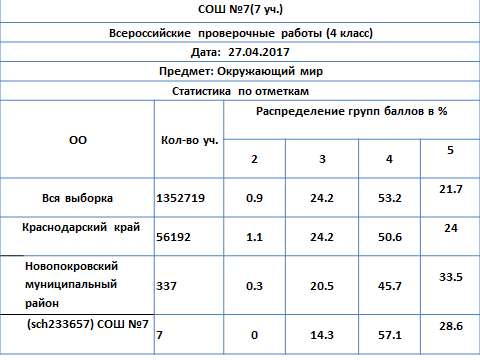 СОШ №7(7 уч.)
Всероссийские проверочные работы (4 класс)
Дата: 27.04.2017
Предмет: Окружающий мир
Статистика по отметкам
ОО Кол-во уч. Распределение групп баллов в %
2 3 4 5
Вся выборка 1352719 0.9 24.2 53.2 21.7
Краснодарский край 56192 1.1 24.2 50.6 24
Новопокровский
муниципальный
район 337 0.3 20.5 45.7 33.5
(sch233657) СОШ №7 7 0 14.3 57.1 28.6